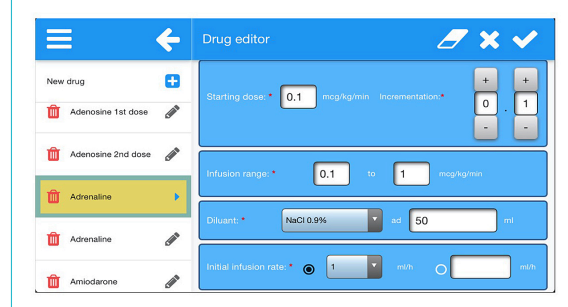 Drug editor
New drug
Adenosine 1st dose
Adenosine 2nd dose
Adrenaline
Adrenaline
Amiodarone
Starting dose: * 0.1 mcg/kg/min Incrementation: * + 0 - . + 1 -
Infusion range: * 0.1 to 1 mcg/kg/min
Diluant: * NaCl 0.9% ad 50 ml
Initial infusion rate: * 1 ml/h ml/h